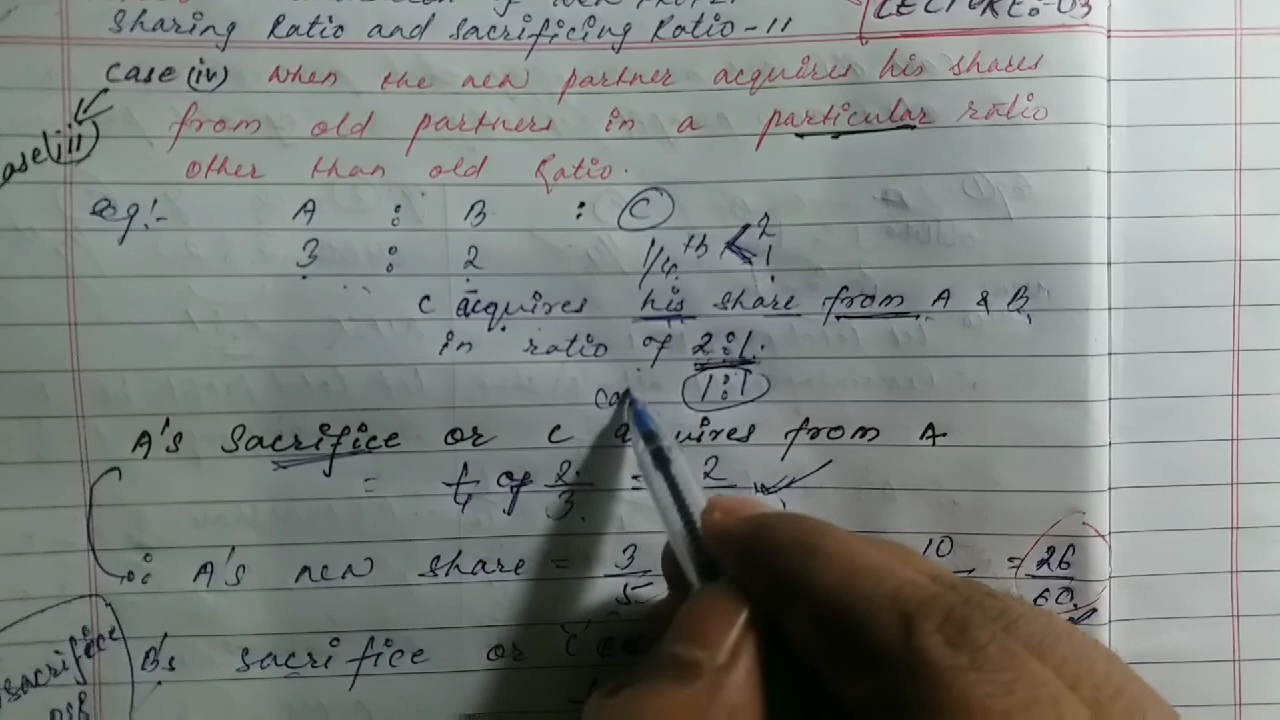 LECTURE:-03
Sharing Ratio and Sacrificing Ratio-II
case (iv) when the new partner acquires his shares
from old partners in a particular ratio
other than old Ratio.
case(iii)
eg:- A : B : C
3 : 2 1/4th < 2 1
C acquires his share from A & B
in ratio of 2:1.
1:1
A's sacrifice or C acquires from A
= 1/4 of 2/3 = 2
∴ A's new share = 3/5 10 = 26/60
B's sacrifice or
sacrifice